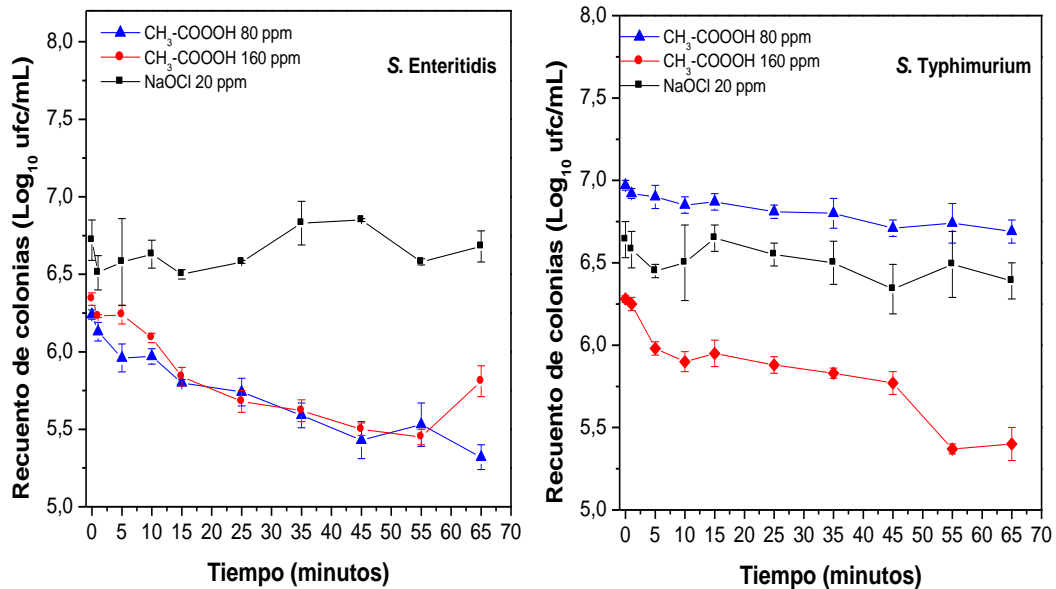 CH₃-COOOH 80 ppm
CH₃-COOOH 160 ppm
NaOCl 20 ppm
S. Enteritidis
8,0
7,5
7,0
6,5
6,0
5,5
5,0
Recuento de colonias (Log₁₀ ufc/mL)
0 5 10 15 20 25 30 35 40 45 50 55 60 65 70
Tiempo (minutos)
CH₃-COOOH 80 ppm
CH₃-COOOH 160 ppm
NaOCl 20 ppm
S. Typhimurium
8,0
7,5
7,0
6,5
6,0
5,5
5,0
Recuento de colonias (Log₁₀ ufc/mL)
0 5 10 15 20 25 30 35 40 45 50 55 60 65 70
Tiempo (minutos)